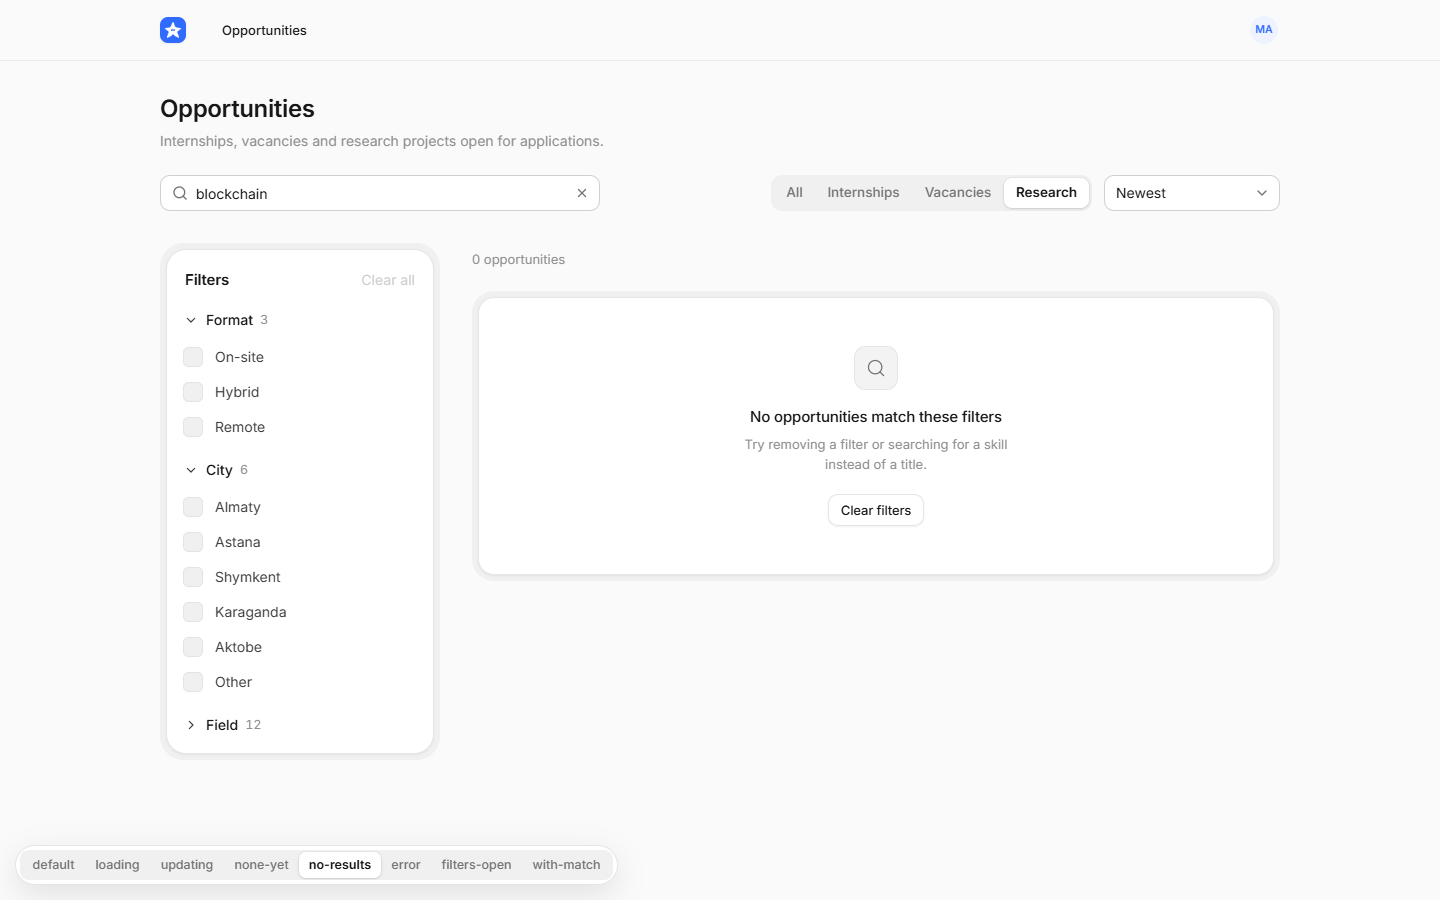 Opportunities
MA
Opportunities
Internships, vacancies and research projects open for applications.
blockchain
All Internships Vacancies Research
Newest
Filters Clear all
Format 3
On-site
Hybrid
Remote
City 6
Almaty
Astana
Shymkent
Karaganda
Aktobe
Other
Field 12
0 opportunities
No opportunities match these filters
Try removing a filter or searching for a skill
instead of a title.
Clear filters
default loading updating none-yet no-results error filters-open with-match